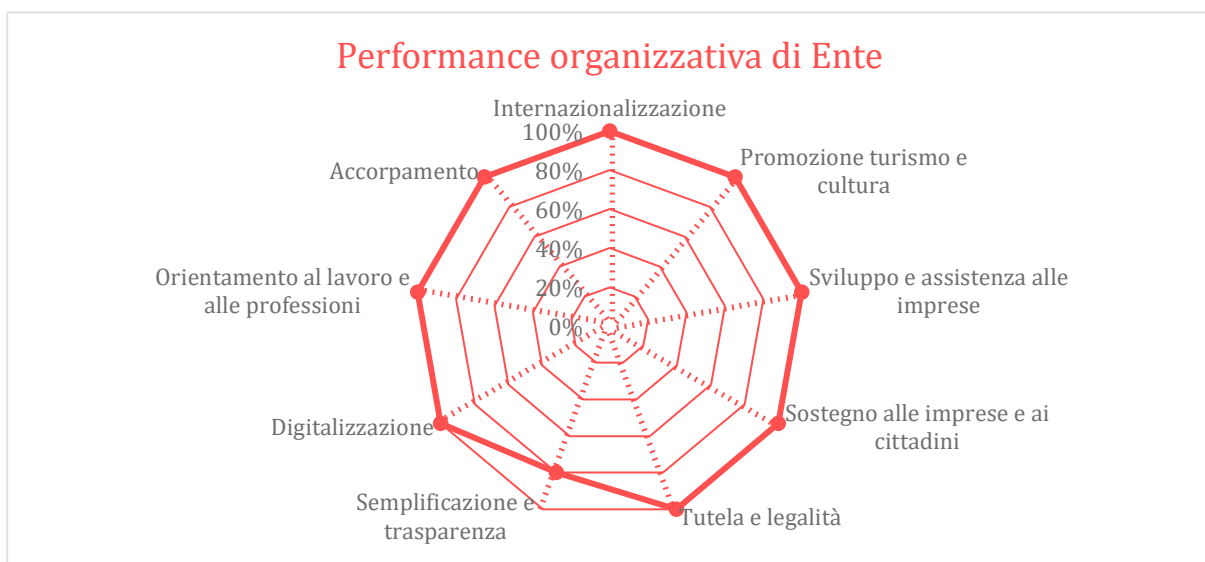 Performance organizzativa di Ente
Internazionalizzazione
100%
80%
60%
40%
20%
0%
Promozione turismo e
cultura
Sviluppo e assistenza alle
imprese
Sostegno alle imprese e ai
cittadini
Tutela e legalità
Semplificazione e
trasparenza
Digitalizzazione
Orientamento al lavoro e
alle professioni
Accorpamento